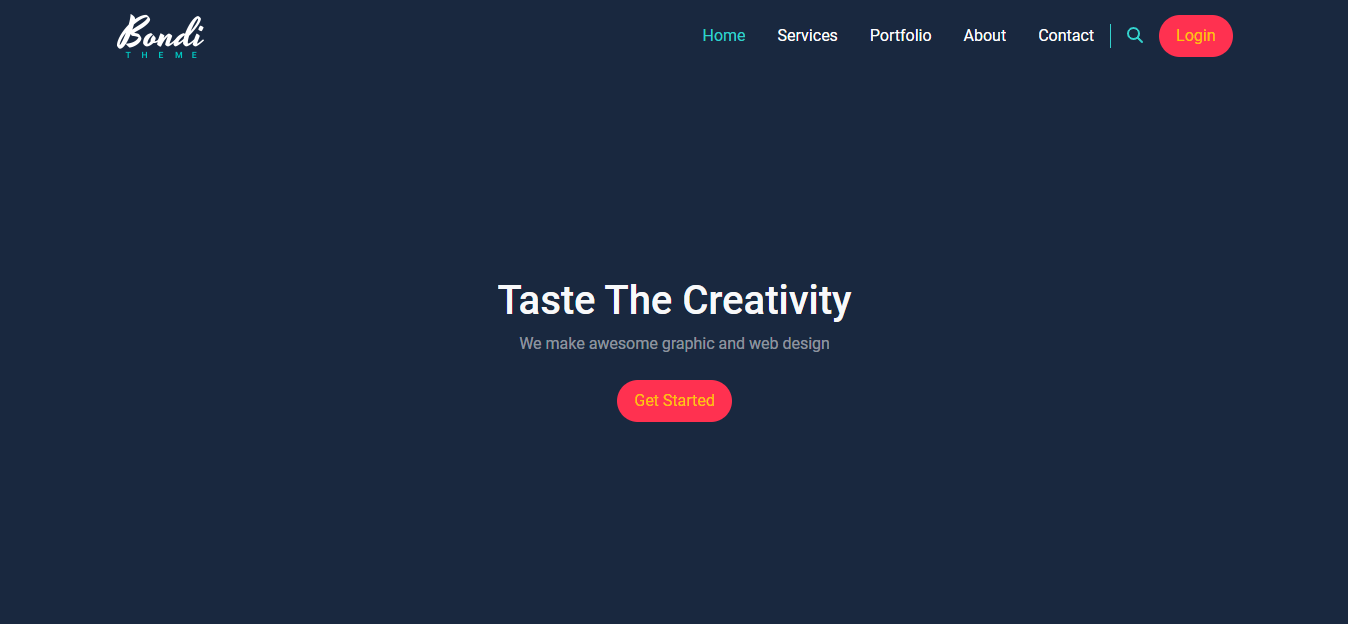 Bondi
THEME
Home Services Portfolio About Contact Login
Taste The Creativity
We make awesome graphic and web design
Get Started